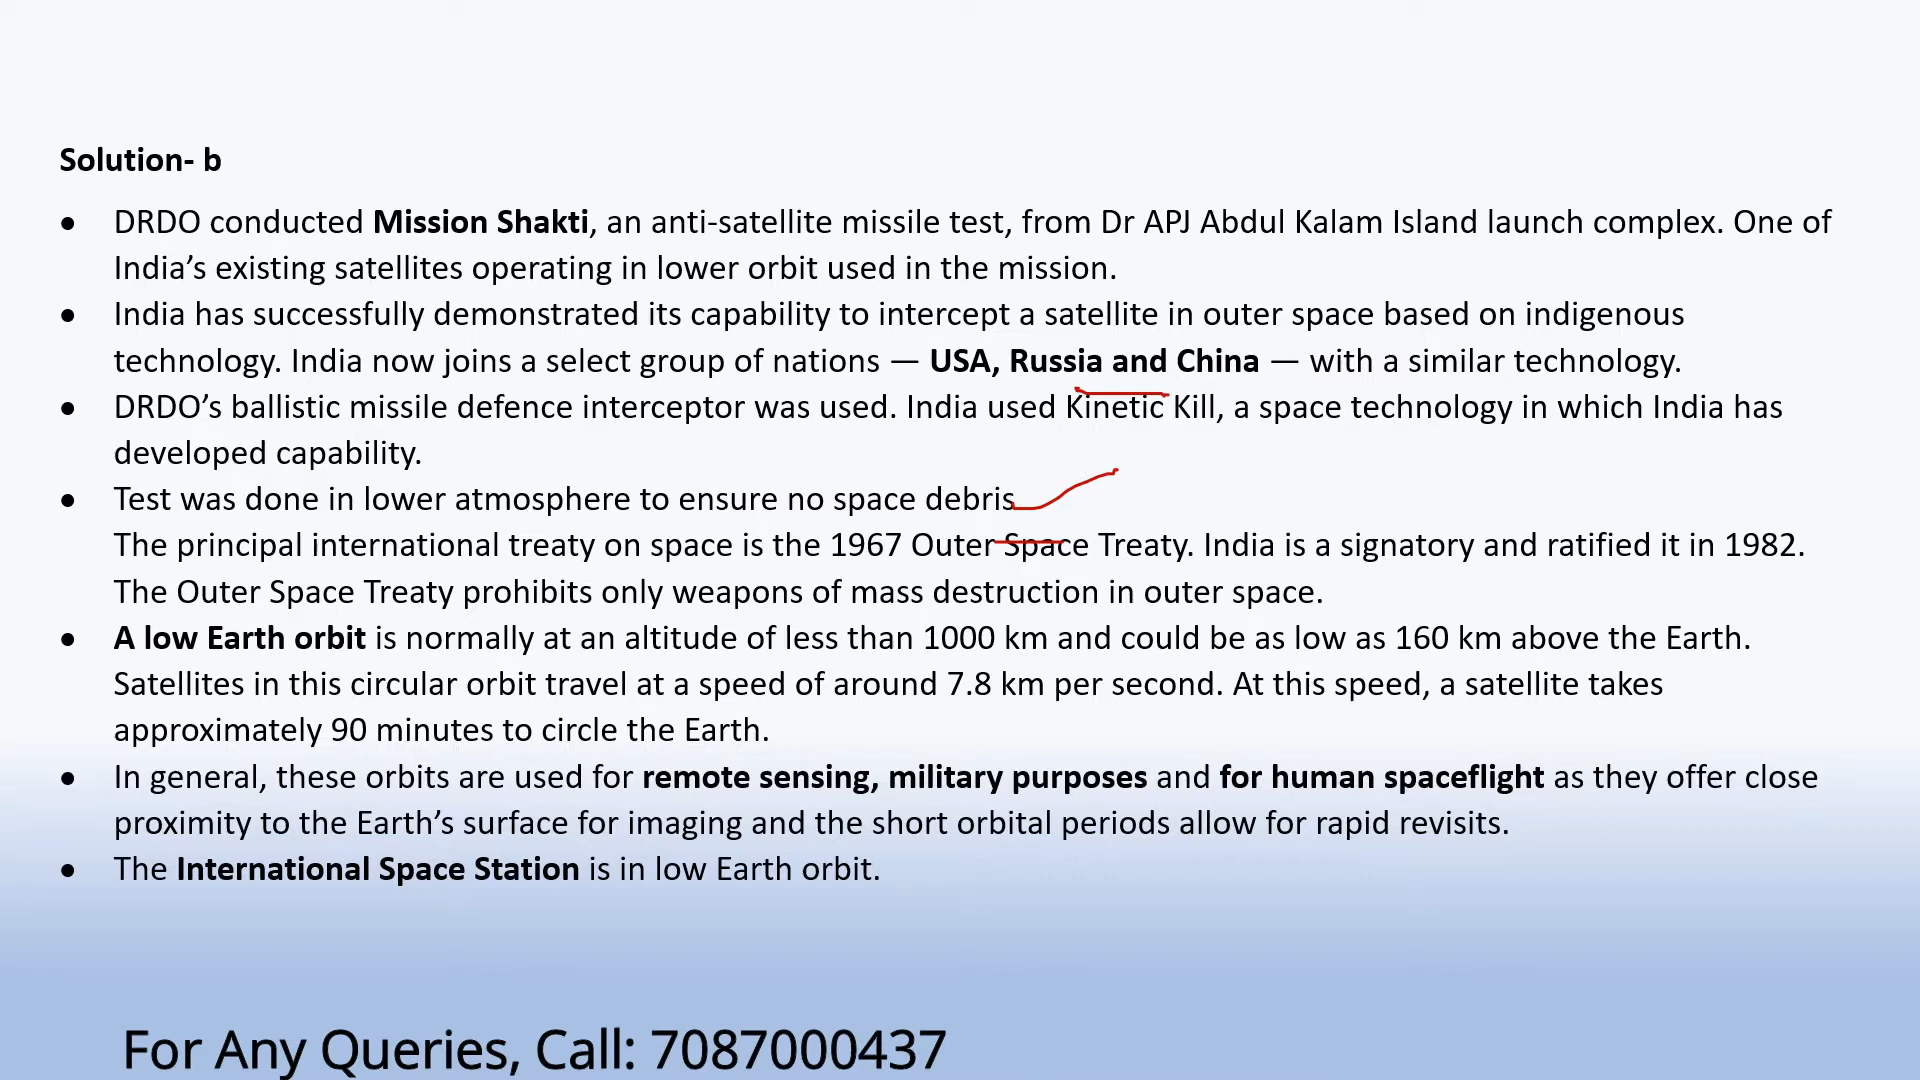 Solution- b
• DRDO conducted Mission Shakti, an anti-satellite missile test, from Dr APJ Abdul Kalam Island launch complex. One of
India’s existing satellites operating in lower orbit used in the mission.
• India has successfully demonstrated its capability to intercept a satellite in outer space based on indigenous
technology. India now joins a select group of nations — USA, Russia and China — with a similar technology.
• DRDO’s ballistic missile defence interceptor was used. India used Kinetic Kill, a space technology in which India has
developed capability.
• Test was done in lower atmosphere to ensure no space debris
The principal international treaty on space is the 1967 Outer Space Treaty. India is a signatory and ratified it in 1982.
The Outer Space Treaty prohibits only weapons of mass destruction in outer space.
• A low Earth orbit is normally at an altitude of less than 1000 km and could be as low as 160 km above the Earth.
Satellites in this circular orbit travel at a speed of around 7.8 km per second. At this speed, a satellite takes
approximately 90 minutes to circle the Earth.
• In general, these orbits are used for remote sensing, military purposes and for human spaceflight as they offer close
proximity to the Earth’s surface for imaging and the short orbital periods allow for rapid revisits.
• The International Space Station is in low Earth orbit.
For Any Queries, Call: 7087000437